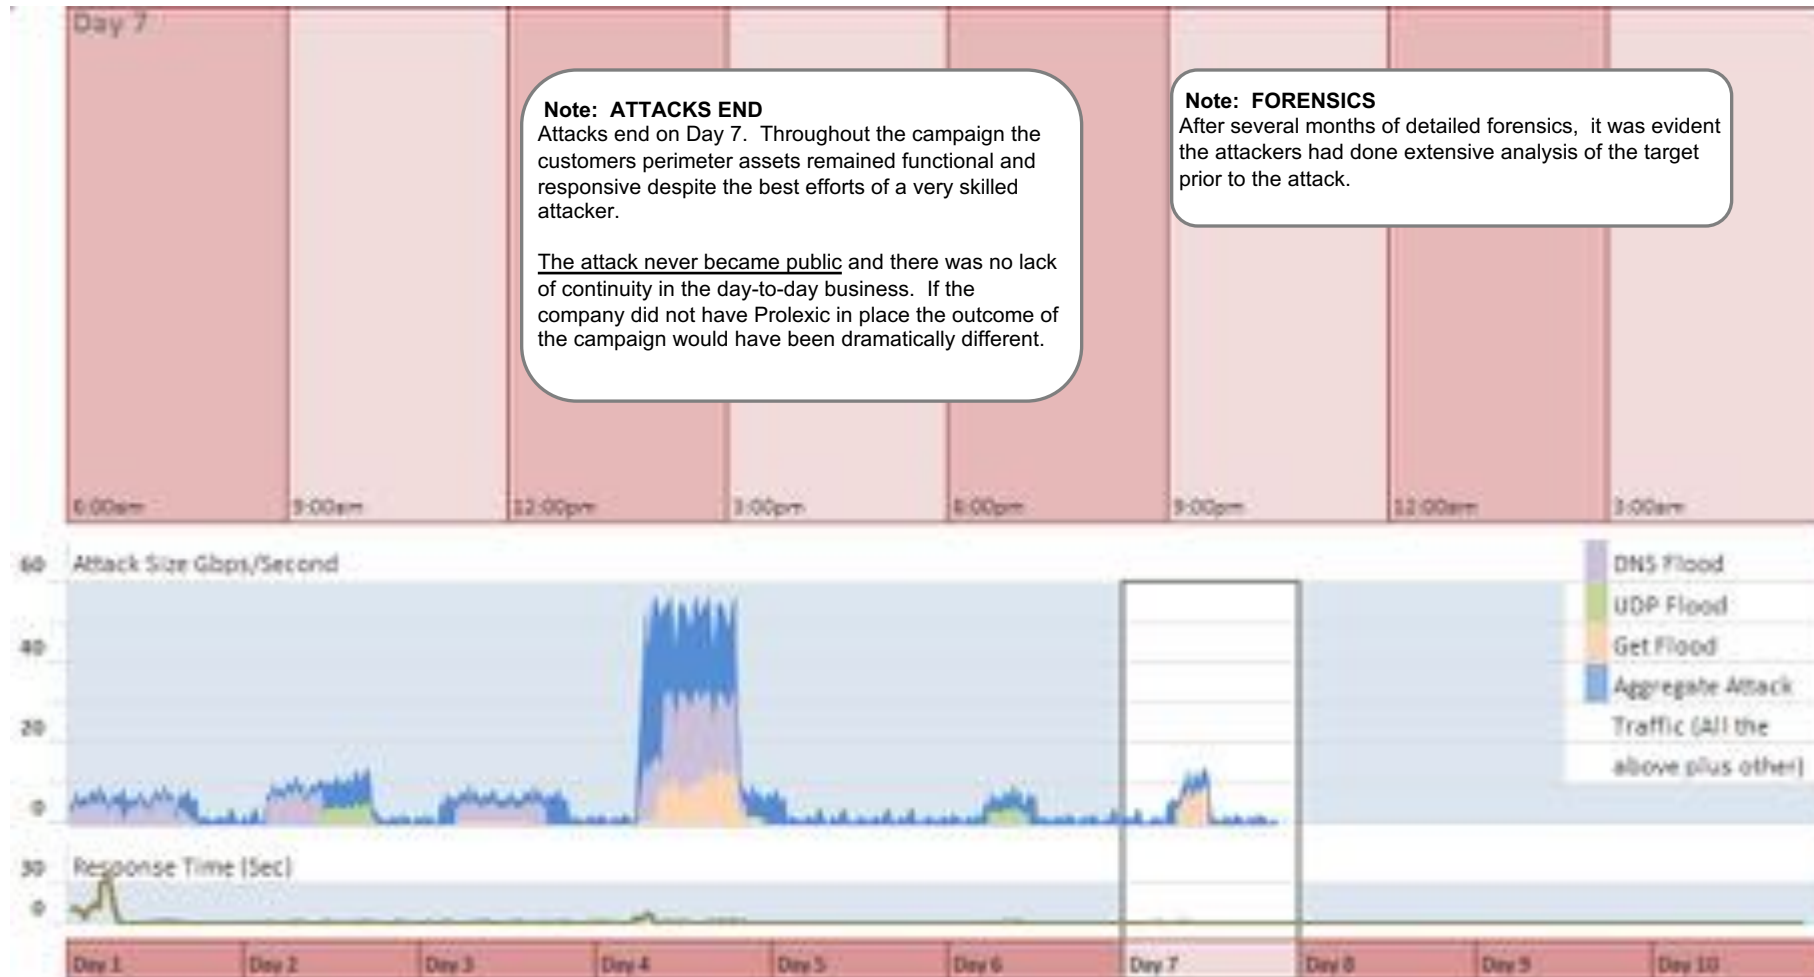 Day 7
Note: ATTACKS END
Attacks end on Day 7. Throughout the campaign the
customers perimeter assets remained functional and
responsive despite the best efforts of a very skilled
attacker.
The attack never became public and there was no lack
of continuity in the day-to-day business. If the
company did not have Prolexic in place the outcome of
the campaign would have been dramatically different.
Note: FORENSICS
After several months of detailed forensics, it was evident
the attackers had done extensive analysis of the target
prior to the attack.
6:00am 9:00am 12:00pm 3:00pm 6:00pm 9:00pm 12:00am 3:00am
60 Attack Size Gbps/Second
40
20
0
DNS Flood
UDP Flood
Get Flood
Aggregate Attack
Traffic (All the
above plus other)
30 Response Time (Sec)
0
Day 1 Day 2 Day 3 Day 4 Day 5 Day 6 Day 7 Day 8 Day 9 Day 10